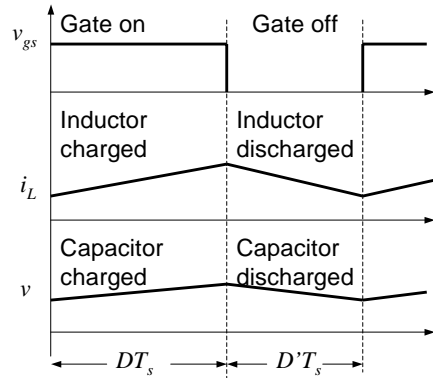 Gate on
Gate off
v_gs
Inductor charged
Inductor discharged
i_L
Capacitor charged
Capacitor discharged
v
DT_s
D’T_s